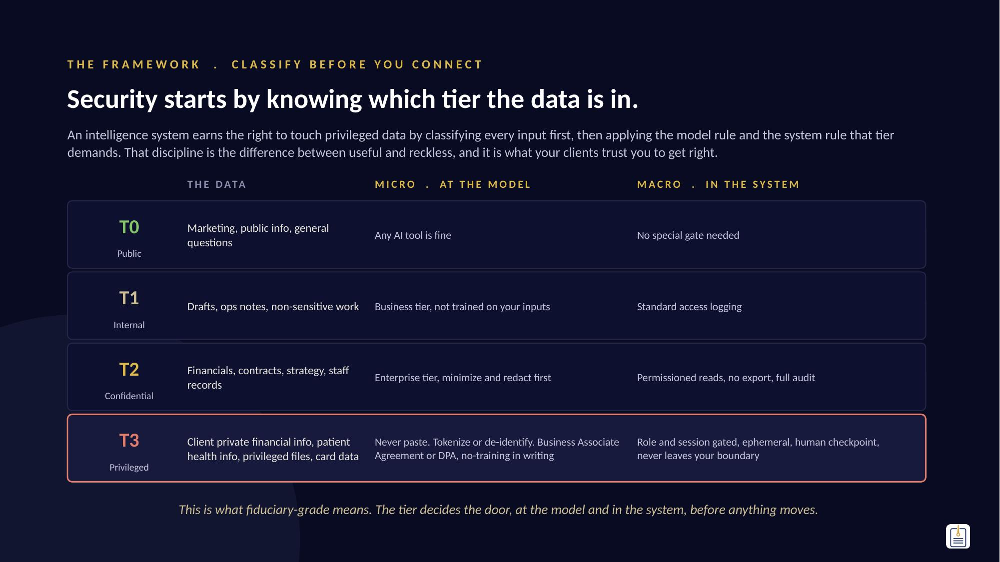 THE FRAMEWORK . CLASSIFY BEFORE YOU CONNECT
Security starts by knowing which tier the data is in.
An intelligence system earns the right to touch privileged data by classifying every input first, then applying the model rule and the system rule that tier
demands. That discipline is the difference between useful and reckless, and it is what your clients trust you to get right.
THE DATA
MICRO . AT THE MODEL
MACRO . IN THE SYSTEM
T0
Public
Marketing, public info, general
questions
Any AI tool is fine
No special gate needed
T1
Internal
Drafts, ops notes, non-sensitive work
Business tier, not trained on your inputs
Standard access logging
T2
Confidential
Financials, contracts, strategy, staff
records
Enterprise tier, minimize and redact first
Permissioned reads, no export, full audit
T3
Privileged
Client private financial info, patient
health info, privileged files, card data
Never paste. Tokenize or de-identify. Business Associate
Agreement or DPA, no-training in writing
Role and session gated, ephemeral, human checkpoint,
never leaves your boundary
This is what fiduciary-grade means. The tier decides the door, at the model and in the system, before anything moves.